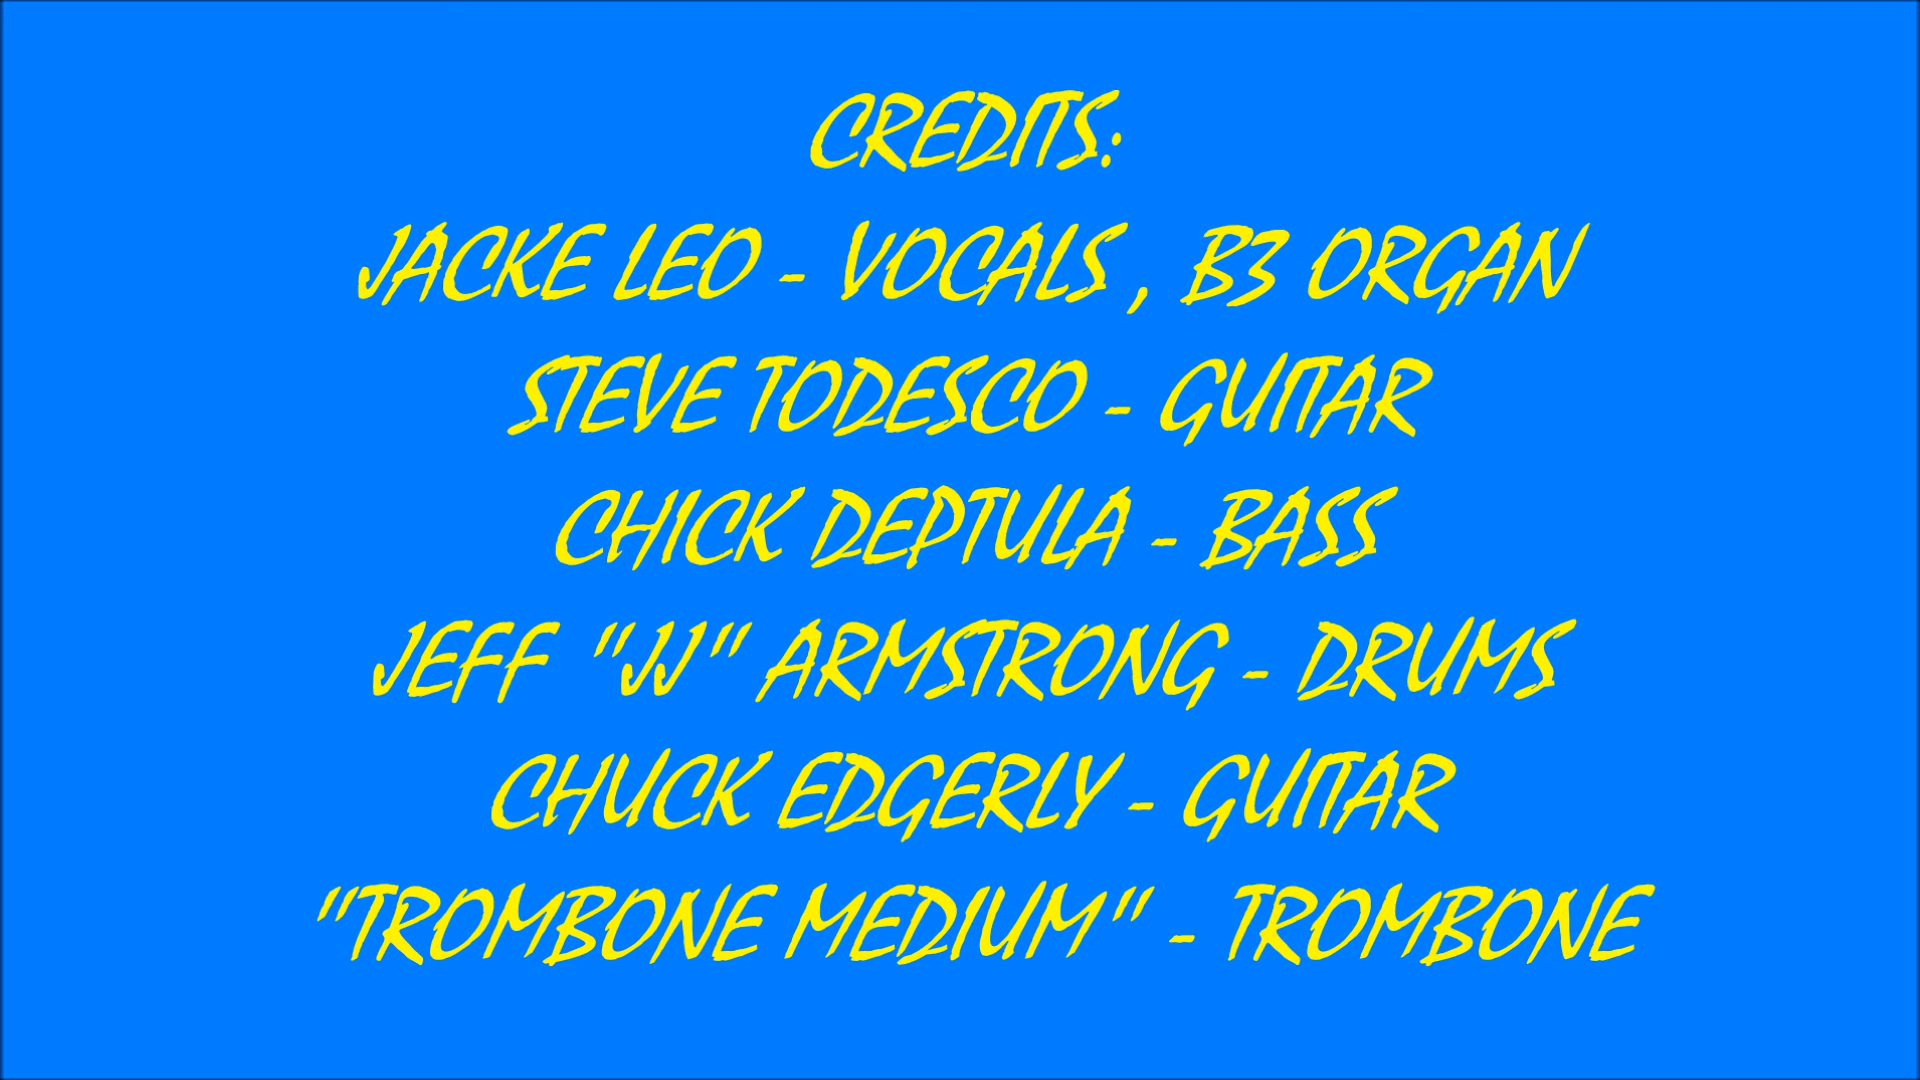 CREDITS:
JACKE LEO - VOCALS , B3 ORGAN
STEVE TODESCO - GUITAR
CHICK DEPTULA - BASS
JEFF "JJ" ARMSTRONG - DRUMS
CHUCK EDGERLY - GUITAR
"TROMBONE MEDIUM" - TROMBONE